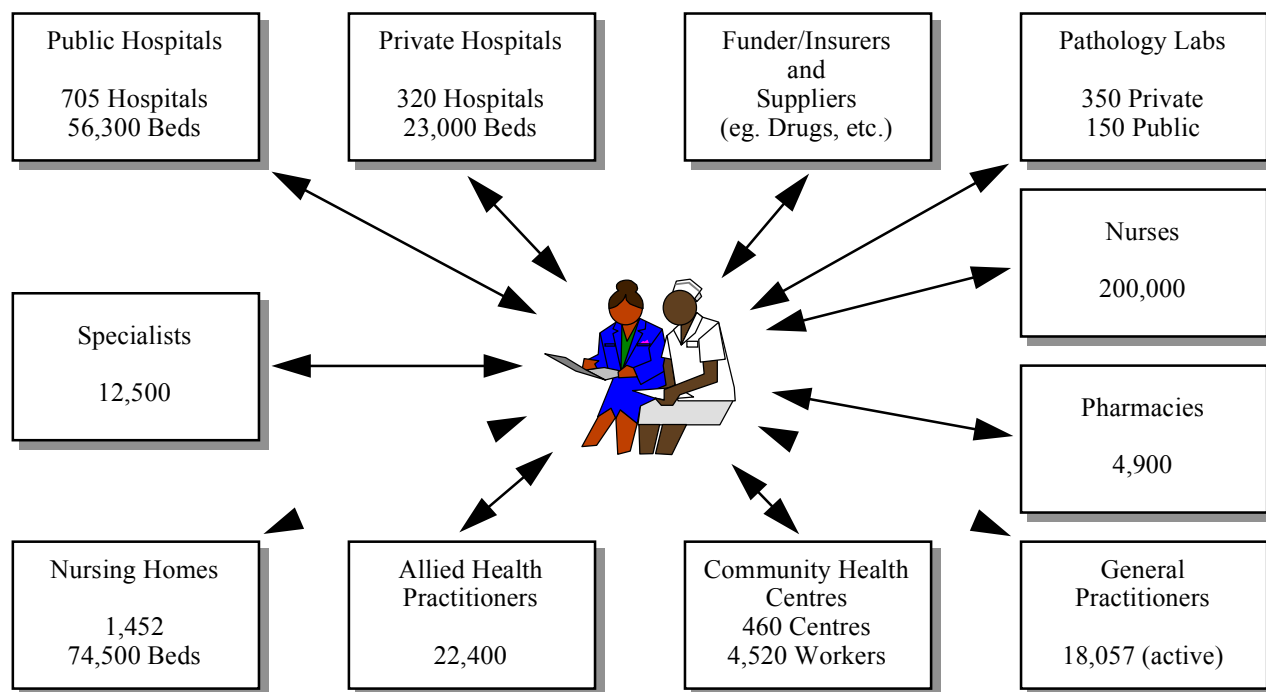 Public Hospitals
705 Hospitals
56,300 Beds
Private Hospitals
320 Hospitals
23,000 Beds
Funder/Insurers
and
Suppliers
(eg. Drugs, etc.)
Pathology Labs
350 Private
150 Public
Nurses
200,000
Specialists
12,500
Pharmacies
4,900
Nursing Homes
1,452
74,500 Beds
Allied Health
Practitioners
22,400
Community Health
Centres
460 Centres
4,520 Workers
General
Practitioners
18,057 (active)